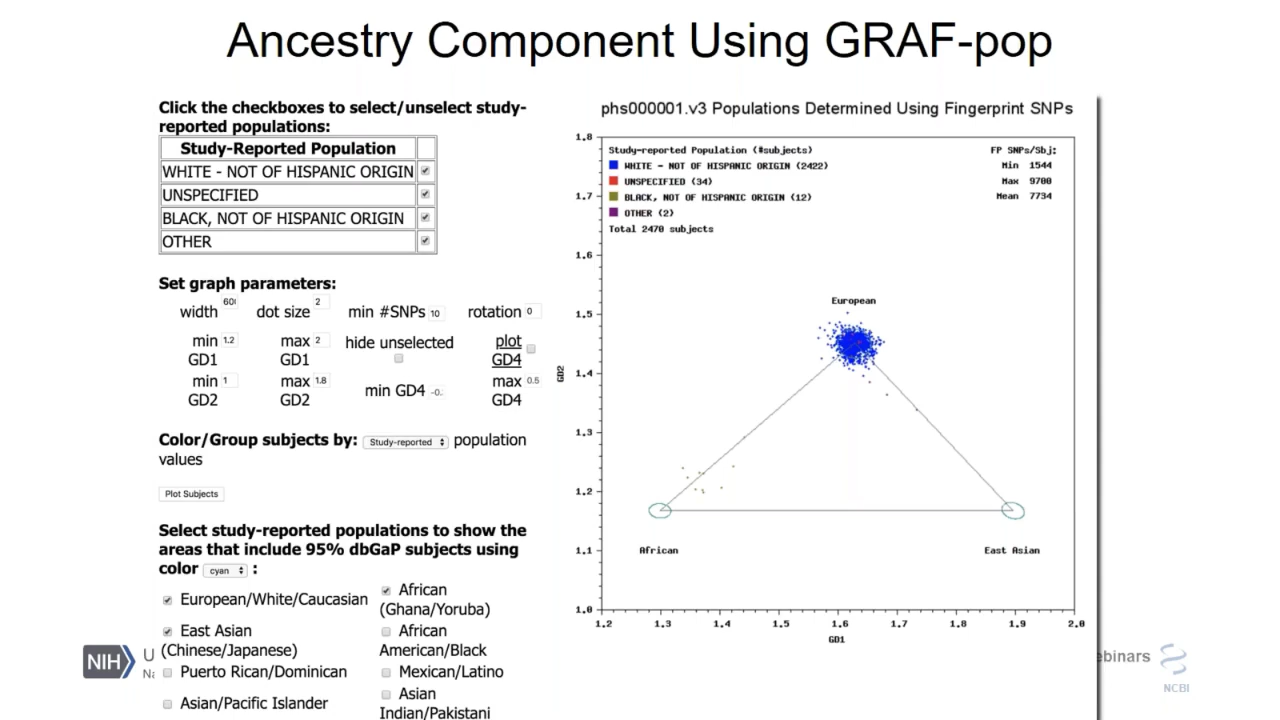 Ancestry Component Using GRAF-pop
Click the checkboxes to select/unselect study-
reported populations:
Study-Reported Population
WHITE - NOT OF HISPANIC ORIGIN
UNSPECIFIED
BLACK, NOT OF HISPANIC ORIGIN
OTHER
Set graph parameters:
width 600 dot size 2 min #SNPs 10 rotation 0
min GD1 1.2 max GD1 2 hide unselected plot GD4
min GD2 1 max GD2 1.8 min GD4 -0. max GD4 0.5
Color/Group subjects by: Study-reported population
values
Plot Subjects
Select study-reported populations to show the
areas that include 95% dbGaP subjects using
color cyan :
European/White/Caucasian
African
(Ghana/Yoruba)
East Asian
(Chinese/Japanese)
African
American/Black
Puerto Rican/Dominican
Mexican/Latino
Asian/Pacific Islander
Asian
Indian/Pakistani
phs000001.v3 Populations Determined Using Fingerprint SNPs
Study-reported Population (#subjects)
WHITE - NOT OF HISPANIC ORIGIN (2422)
UNSPECIFIED (34)
BLACK, NOT OF HISPANIC ORIGIN (12)
OTHER (2)
Total 2470 subjects
FP SNPs/Sbj:
Min 1544
Max 9700
Mean 7734
1.8
1.7
1.6
1.5
1.4
1.3
1.2
1.1
1.0
GD2
European
African
East Asian
1.2 1.3 1.4 1.5 1.6 1.7 1.8 1.9 2.0
GD1
NIH
U
Na
ebinars
NCBI